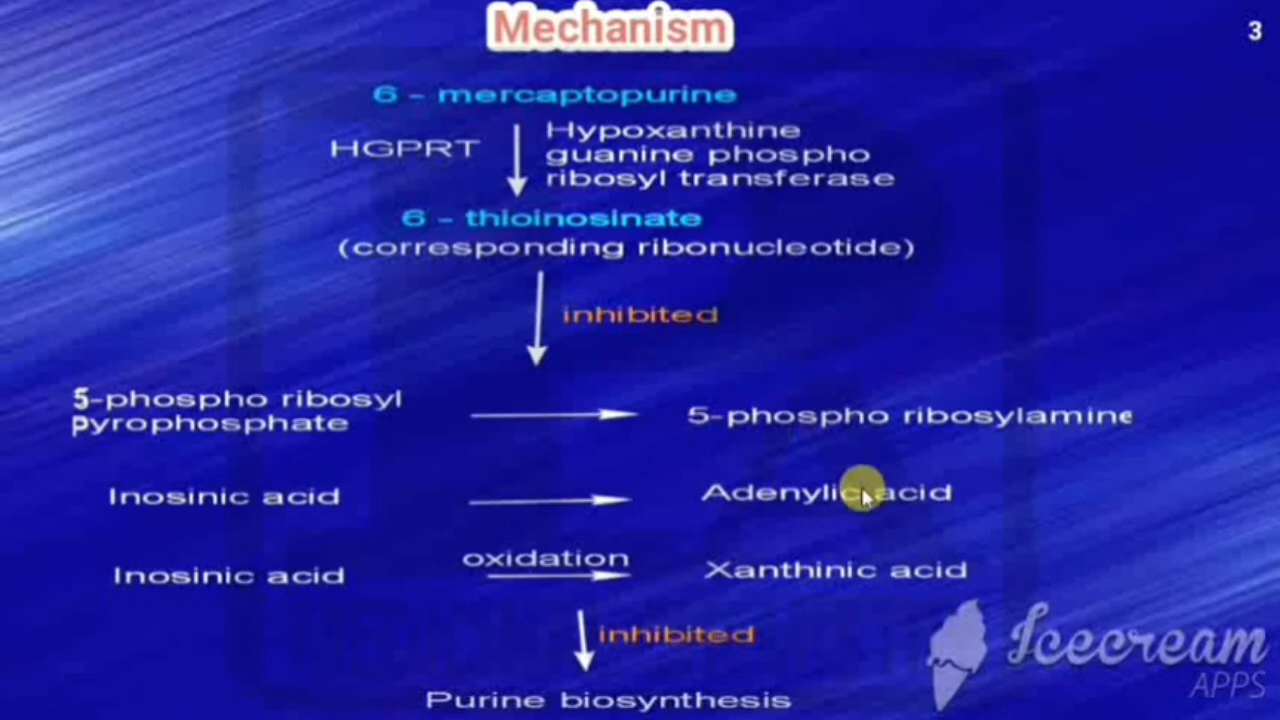 Mechanism
3
6 - mercaptopurine
HGPRT
Hypoxanthine
guanine phospho
ribosyl transferase
6 - thioinosinate
(corresponding ribonucleotide)
inhibited
5-phospho ribosyl
pyrophosphate
5-phospho ribosylamine
Inosinic acid
Adenylic acid
oxidation
Inosinic acid
Xanthinic acid
inhibited
Purine biosynthesis
Icecream
APPS